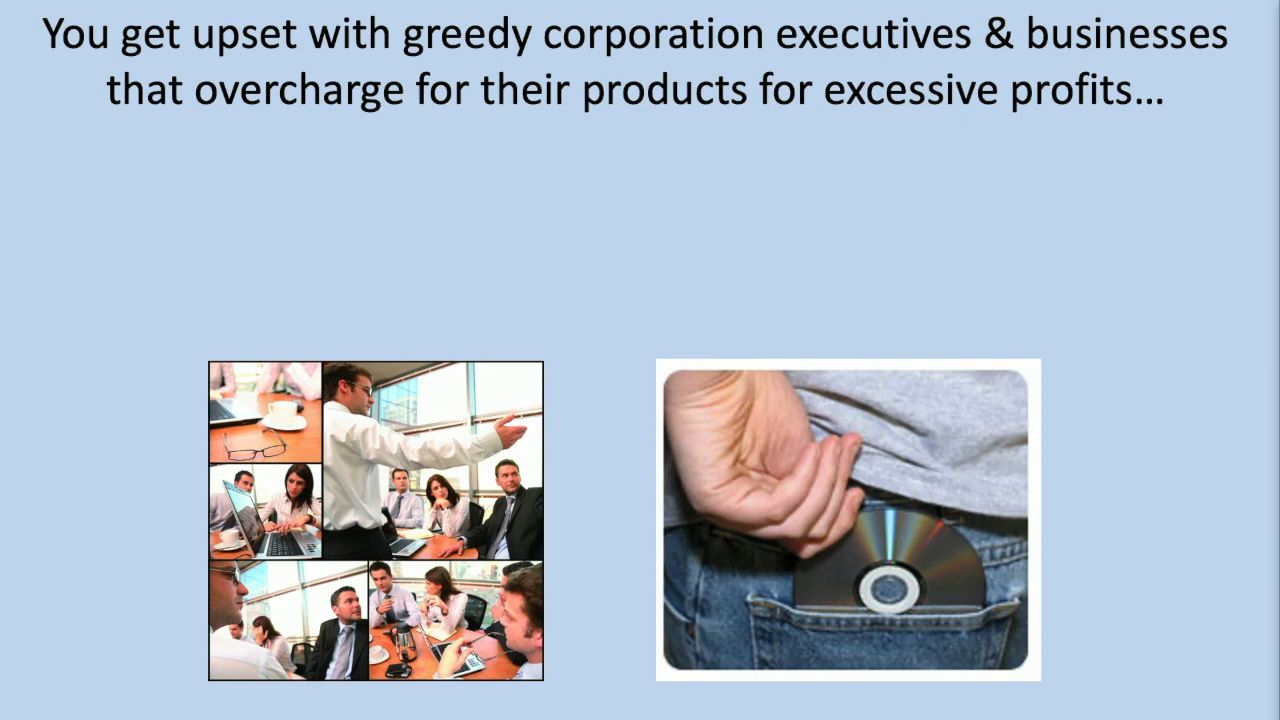 You get upset with greedy corporation executives & businesses
that overcharge for their products for excessive profits…